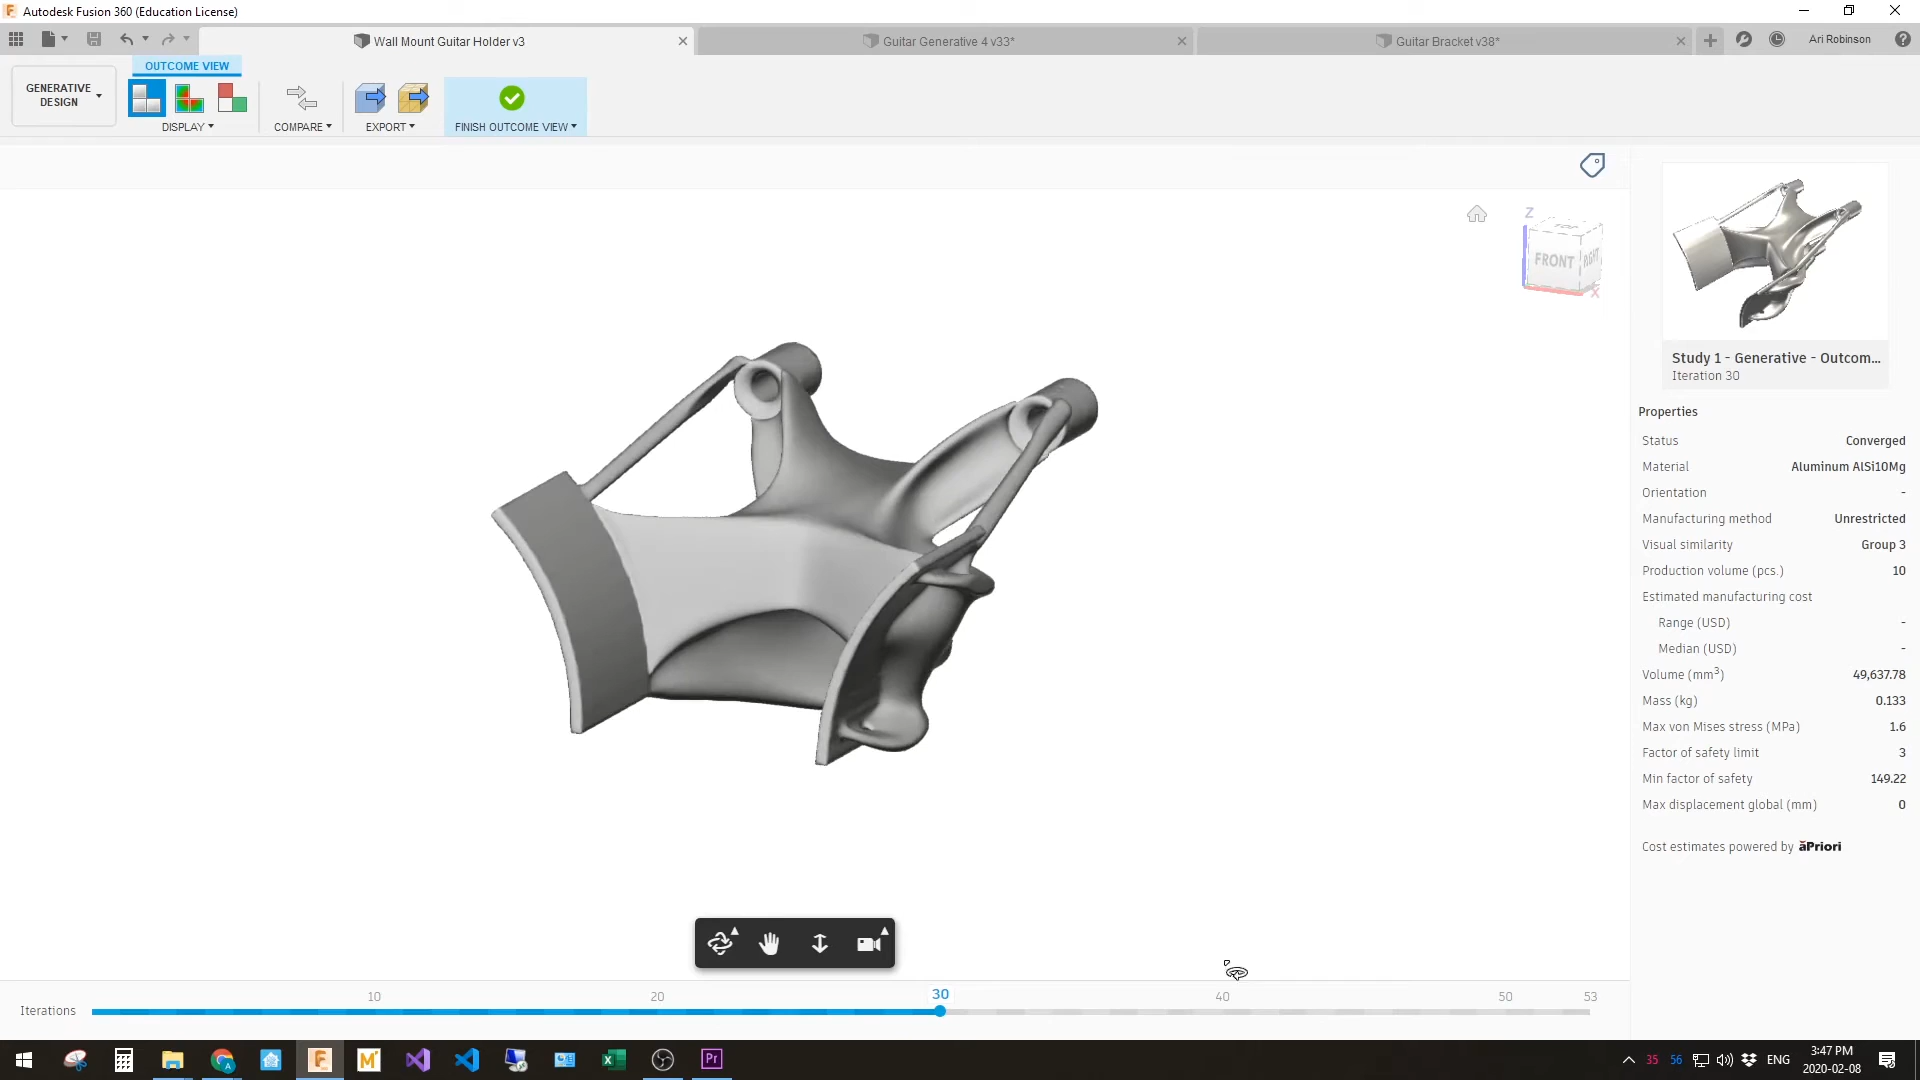 Autodesk Fusion 360 (Education License)
Wall Mount Guitar Holder v3
Guitar Generative 4 v33*
Guitar Bracket v38*
Ari Robinson
OUTCOME VIEW
GENERATIVE
DESIGN
DISPLAY
COMPARE
EXPORT
FINISH OUTCOME VIEW
Z
FRONT
X
Study 1 - Generative - Outcom...
Iteration 30
Properties
Status Converged
Material Aluminum AlSi10Mg
Orientation -
Manufacturing method Unrestricted
Visual similarity Group 3
Production volume (pcs.) 10
Estimated manufacturing cost
Range (USD) -
Median (USD) -
Volume (mm3) 49,637.78
Mass (kg) 0.133
Max von Mises stress (MPa) 1.6
Factor of safety limit 3
Min factor of safety 149.22
Max displacement global (mm) 0
Cost estimates powered by aPriori
10 20 30 40 50 53
Iterations
Pr
35 56 ENG
3:47 PM
2020-02-08